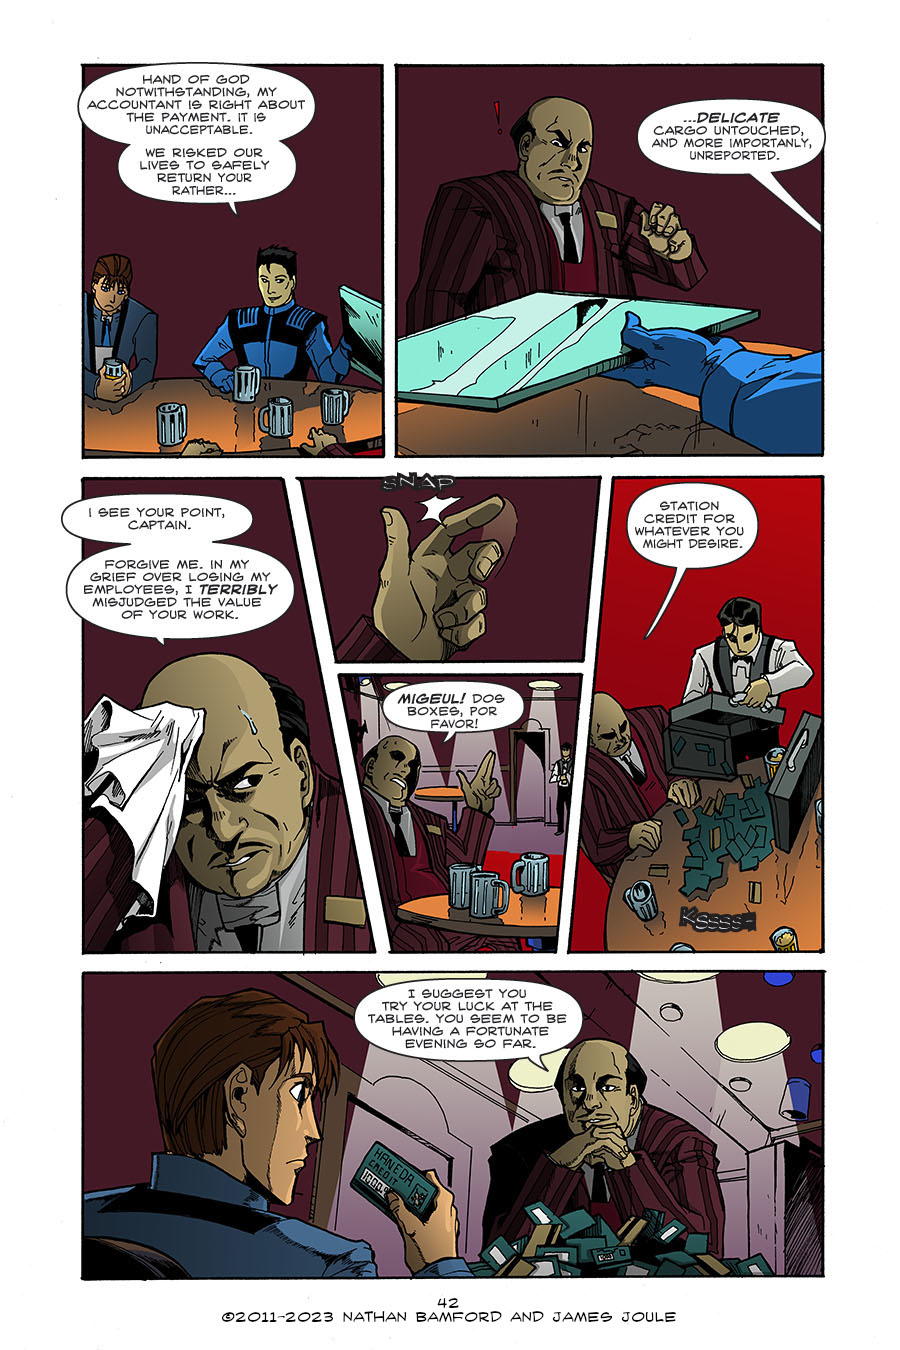 HAND OF GOD
NOTWITHSTANDING, MY
ACCOUNTANT IS RIGHT ABOUT
THE PAYMENT. IT IS
UNACCEPTABLE.
WE RISKED OUR
LIVES TO SAFELY
RETURN YOUR
RATHER...
!
...DELICATE
CARGO UNTOUCHED,
AND MORE IMPORTANLY,
UNREPORTED.
I SEE YOUR POINT,
CAPTAIN.
FORGIVE ME. IN MY
GRIEF OVER LOSING MY
EMPLOYEES, I TERRIBLY
MISJUDGED THE VALUE
OF YOUR WORK.
SNAP
MIGEUL! DOS
BOXES, POR
FAVOR!
STATION
CREDIT FOR
WHATEVER YOU
MIGHT DESIRE.
KSSSSH
I SUGGEST YOU
TRY YOUR LUCK AT THE
TABLES. YOU SEEM TO BE
HAVING A FORTUNATE
EVENING SO FAR.
HANEDA
CREDIT
42
©2011-2023 NATHAN BAMFORD AND JAMES JOULE